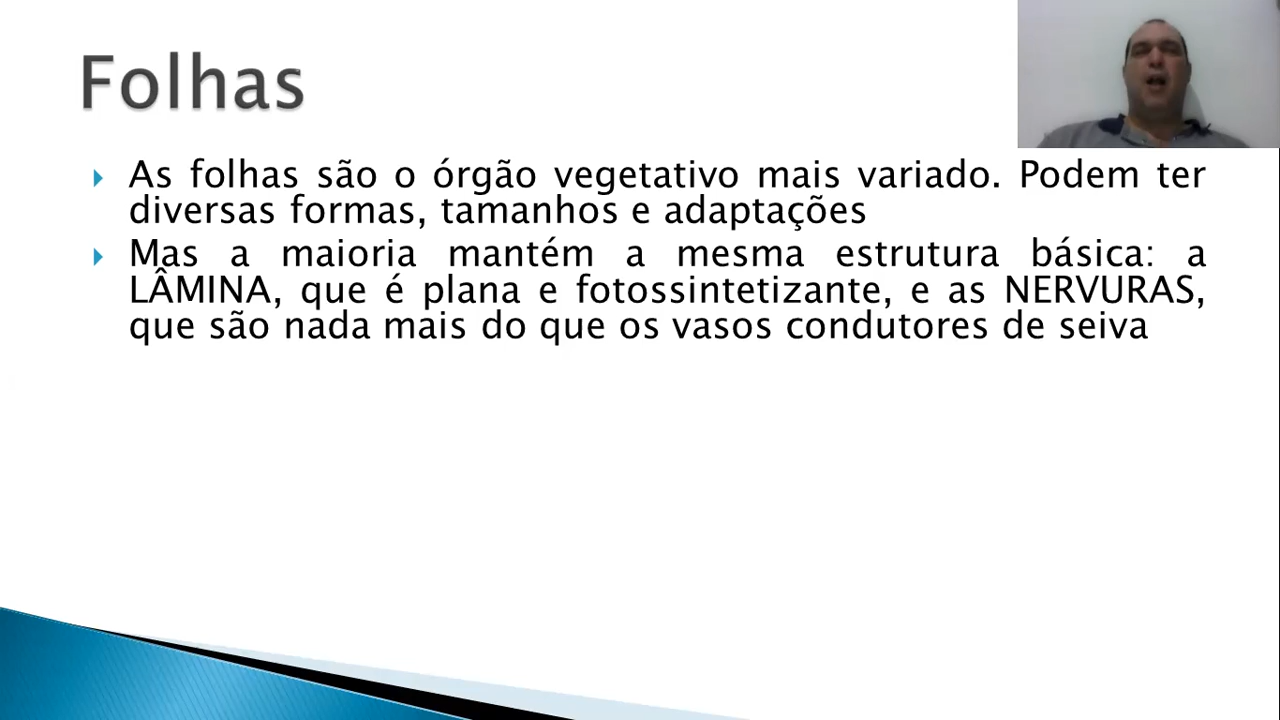 Folhas
As folhas são o órgão vegetativo mais variado. Podem ter
diversas formas, tamanhos e adaptações
Mas a maioria mantém a mesma estrutura básica: a
LÂMINA, que é plana e fotossintetizante, e as NERVURAS,
que são nada mais do que os vasos condutores de seiva